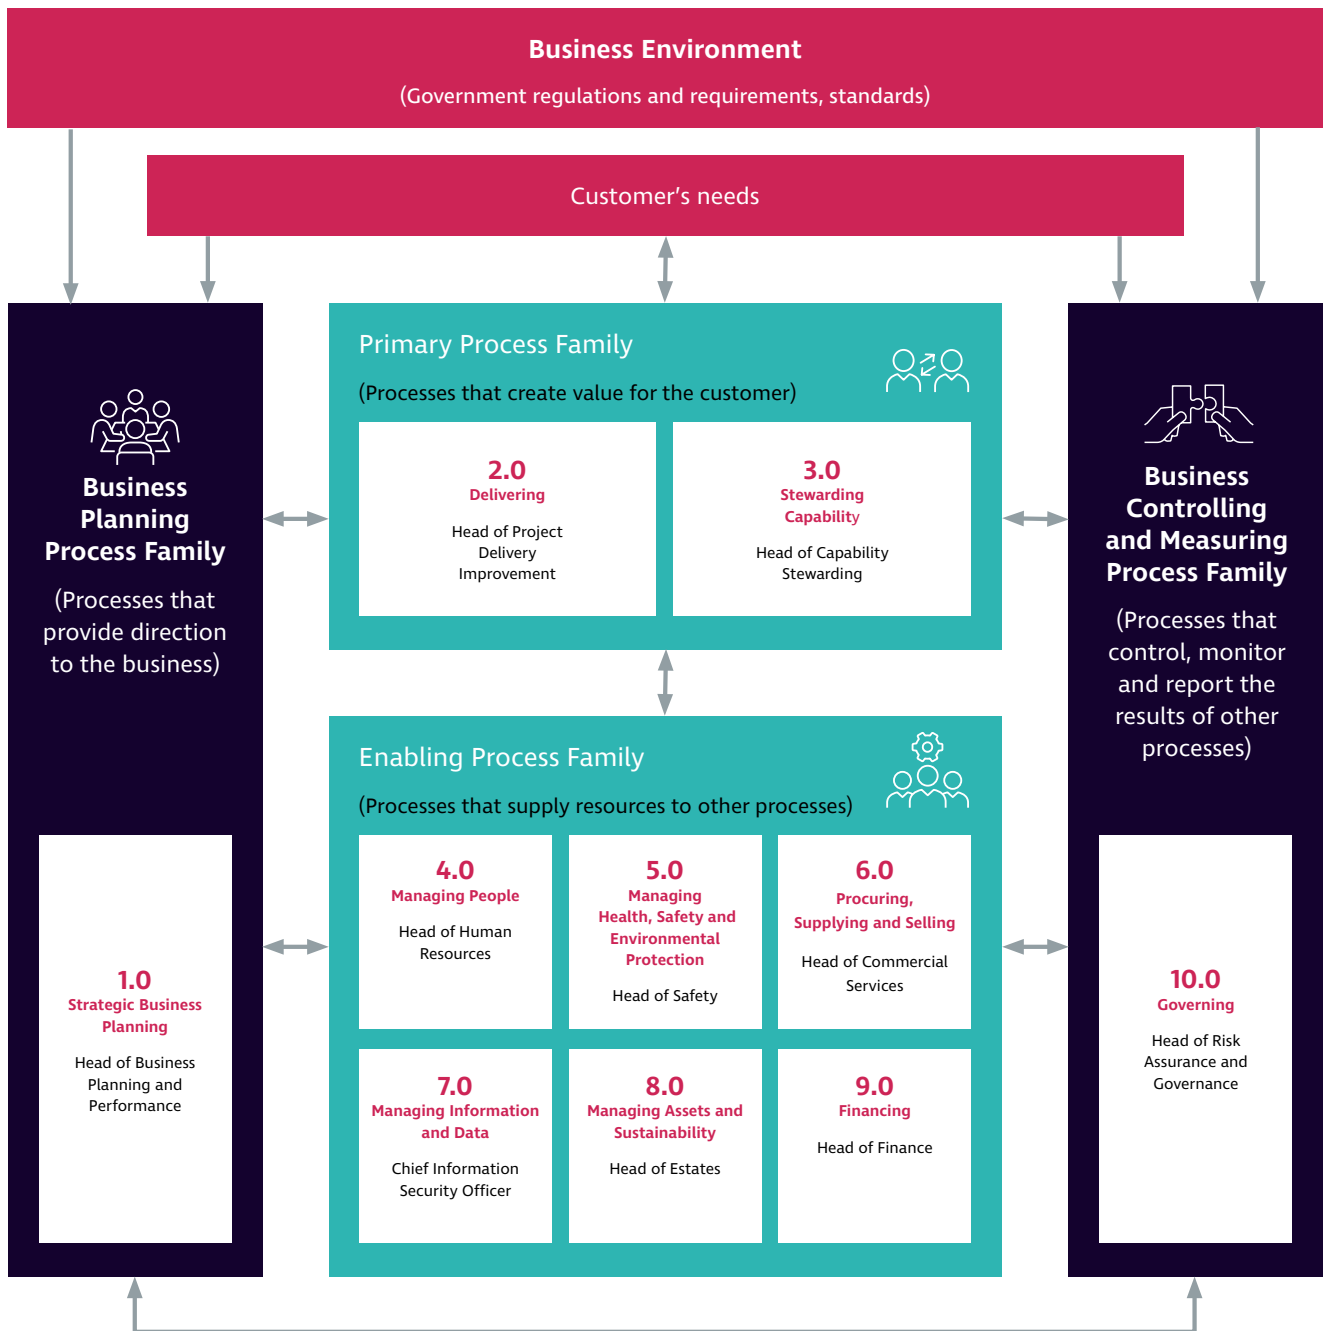 Business Environment
(Government regulations and requirements, standards)
Customer’s needs
Business
Planning
Process Family
(Processes that
provide direction
to the business)
1.0
Strategic Business
Planning
Head of Business
Planning and
Performance
Primary Process Family
(Processes that create value for the customer)
2.0
Delivering
Head of Project
Delivery
Improvement
3.0
Stewarding
Capability
Head of Capability
Stewarding
Enabling Process Family
(Processes that supply resources to other processes)
4.0
Managing People
Head of Human
Resources
5.0
Managing
Health, Safety and
Environmental
Protection
Head of Safety
6.0
Procuring,
Supplying and Selling
Head of Commercial
Services
7.0
Managing Information
and Data
Chief Information
Security Officer
8.0
Managing Assets and
Sustainability
Head of Estates
9.0
Financing
Head of Finance
Business
Controlling
and Measuring
Process Family
(Processes that
control, monitor
and report the
results of other
processes)
10.0
Governing
Head of Risk
Assurance and
Governance